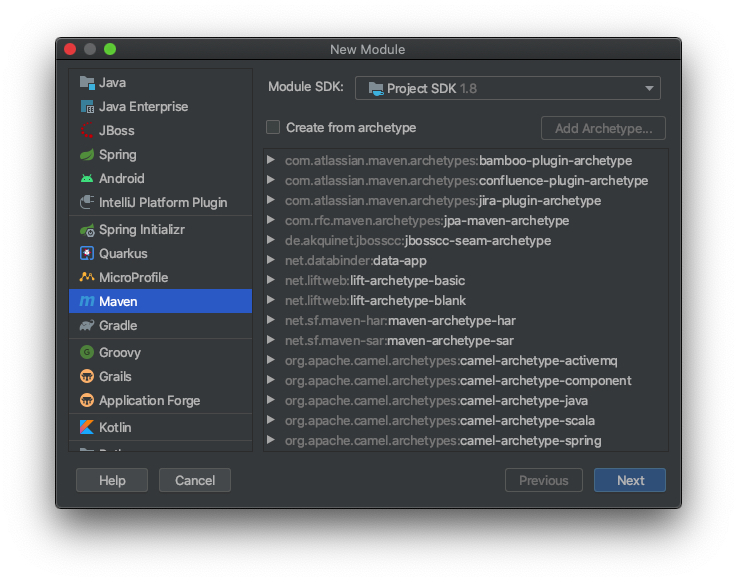 New Module
Java
Java Enterprise
JBoss
Spring
Android
IntelliJ Platform Plugin
Spring Initializr
Quarkus
MicroProfile
Maven
Gradle
Groovy
Grails
Application Forge
Kotlin
Module SDK:
Project SDK 1.8
Create from archetype
Add Archetype...
com.atlassian.maven.archetypes:bamboo-plugin-archetype
com.atlassian.maven.archetypes:confluence-plugin-archetype
com.atlassian.maven.archetypes:jira-plugin-archetype
com.rfc.maven.archetypes:jpa-maven-archetype
de.akquinet.jbosscc:jbosscc-seam-archetype
net.databinder:data-app
net.liftweb:lift-archetype-basic
net.liftweb:lift-archetype-blank
net.sf.maven-har:maven-archetype-har
net.sf.maven-sar:maven-archetype-sar
org.apache.camel.archetypes:camel-archetype-activemq
org.apache.camel.archetypes:camel-archetype-component
org.apache.camel.archetypes:camel-archetype-java
org.apache.camel.archetypes:camel-archetype-scala
org.apache.camel.archetypes:camel-archetype-spring
Help
Cancel
Previous
Next